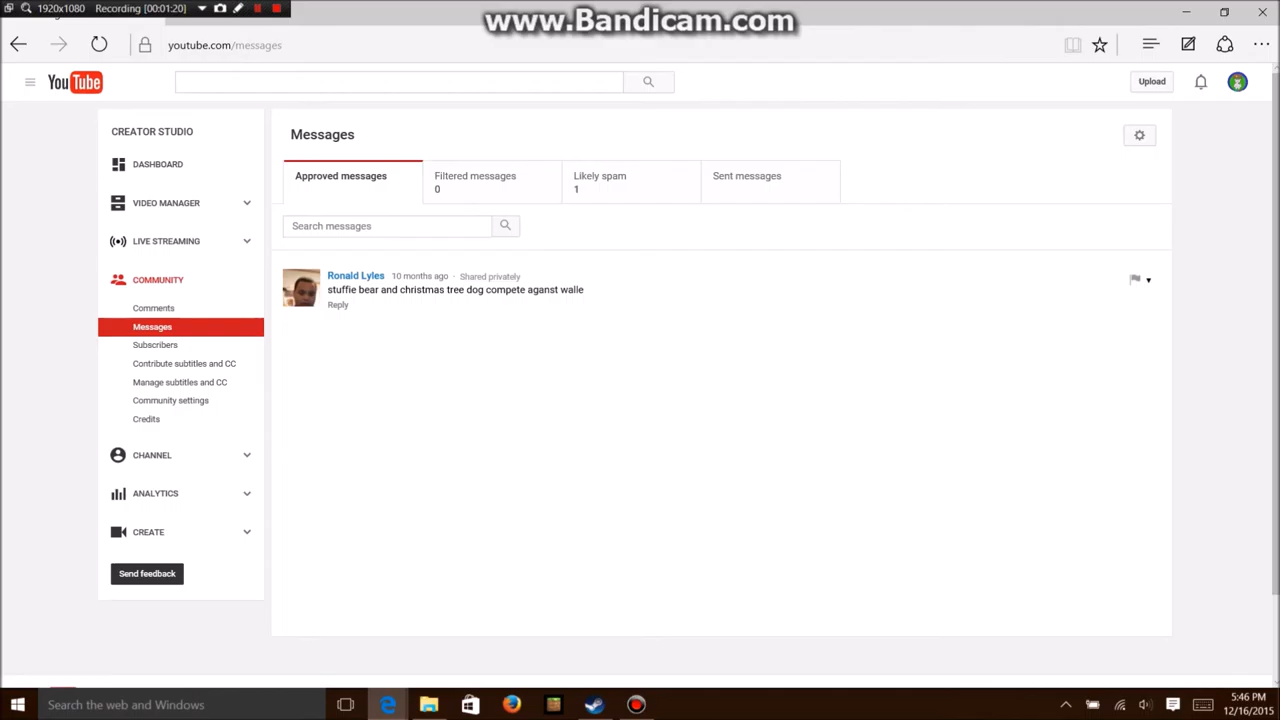 1920x1080 Recording [00:01:20]
www.Bandicam.com
youtube.com/messages
YouTube
Upload
CREATOR STUDIO
DASHBOARD
VIDEO MANAGER
LIVE STREAMING
COMMUNITY
Comments
Messages
Subscribers
Contribute subtitles and CC
Manage subtitles and CC
Community settings
Credits
CHANNEL
ANALYTICS
CREATE
Send feedback
Messages
Approved messages
Filtered messages
0
Likely spam
1
Sent messages
Search messages
Ronald Lyles 10 months ago · Shared privately
stuffie bear and christmas tree dog compete aganst walle
Reply
Search the web and Windows
5:46 PM
12/16/2015